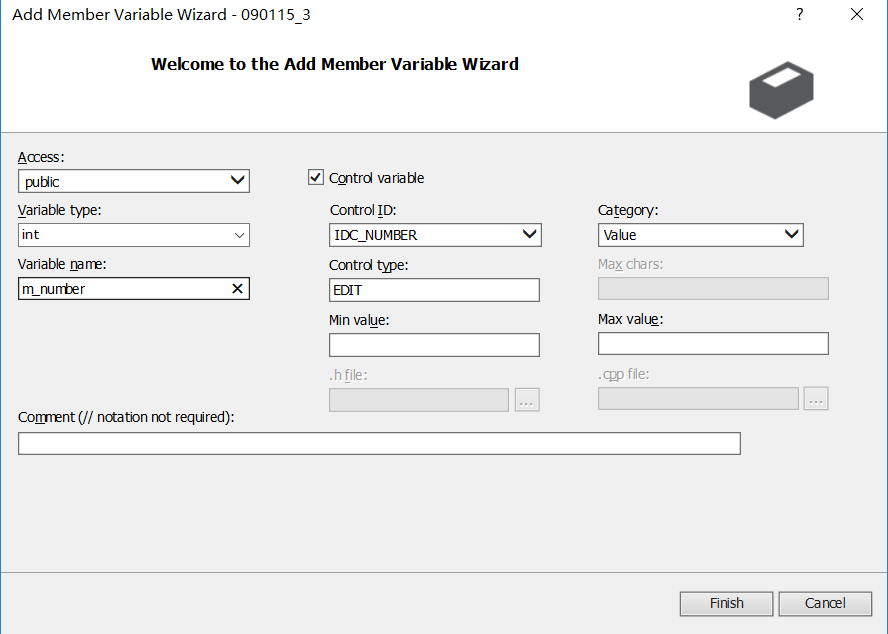 Add Member Variable Wizard - 090115_3 ?
Welcome to the Add Member Variable Wizard
Access:
public
Control variable
Variable type:
Control ID:
Category:
int
IDC_NUMBER
Value
Variable name:
Control type:
Max chars:
m_number
EDIT
Min value:
Max value:
.h file:
.cpp file:
...
...
Comment (// notation not required):
Finish
Cancel